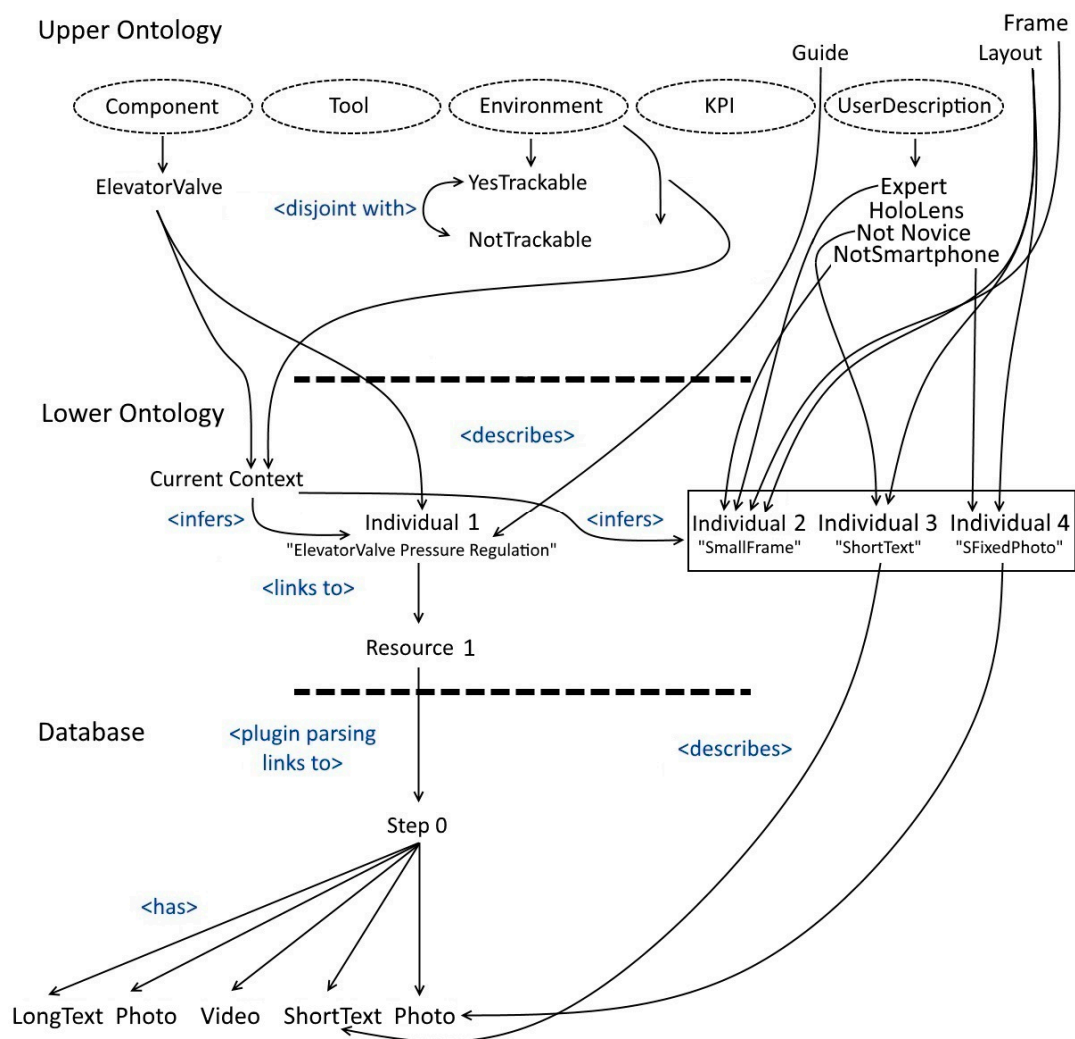 Upper Ontology
Frame
Guide
Layout
Component
Tool
Environment
KPI
UserDescription
ElevatorValve
YesTrackable
<disjoint with>
NotTrackable
Expert
HoloLens
Not Novice
NotSmartphone
Lower Ontology
<describes>
Current Context
<infers>
Individual 1
"ElevatorValve Pressure Regulation"
<infers>
Individual 2
"SmallFrame"
Individual 3
"ShortText"
Individual 4
"SFixedPhoto"
<links to>
Resource 1
Database
<plugin parsing
links to>
<describes>
Step 0
<has>
LongText
Photo
Video
ShortText
Photo